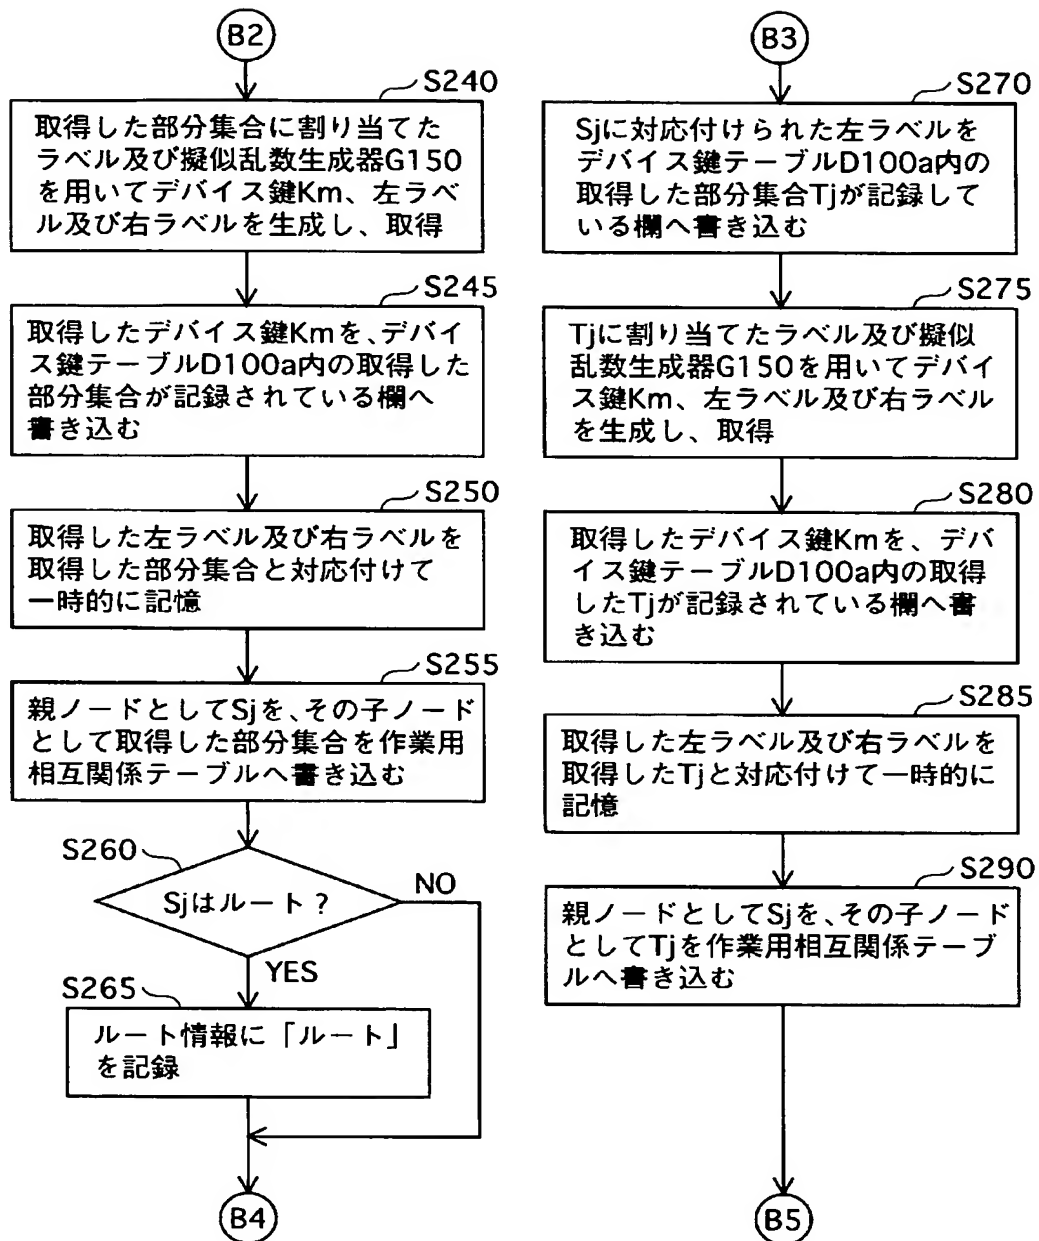 B2
S240
取得した部分集合に割り当てた
ラベル及び擬似乱数生成器G150
を用いてデバイス鍵Km、左ラベ
ル及び右ラベルを生成し、取得
S245
取得したデバイス鍵Kmを、デバイ
ス鍵テーブルD100a内の取得した
部分集合が記録されている欄へ
書き込む
S250
取得した左ラベル及び右ラベルを
取得した部分集合と対応付けて
一時的に記憶
S255
親ノードとしてSjを、その子ノード
として取得した部分集合を作業用
相互関係テーブルへ書き込む
S260
Sjはルート?
NO
YES
S265
ルート情報に「ルート」
を記録
B4
B3
S270
Sjに対応付けられた左ラベルを
デバイス鍵テーブルD100a内の
取得した部分集合Tjが記録して
いる欄へ書き込む
S275
Tjに割り当てたラベル及び擬似
乱数生成器G150を用いてデバイ
ス鍵Km、左ラベル及び右ラベル
を生成し、取得
S280
取得したデバイス鍵Kmを、デバ
イス鍵テーブルD100a内の取得
したTjが記録されている欄へ書
き込む
S285
取得した左ラベル及び右ラベルを
取得したTjと対応付けて一時的に
記憶
S290
親ノードとしてSjを、その子ノード
としてTjを作業用相互関係テーブ
ルへ書き込む
B5